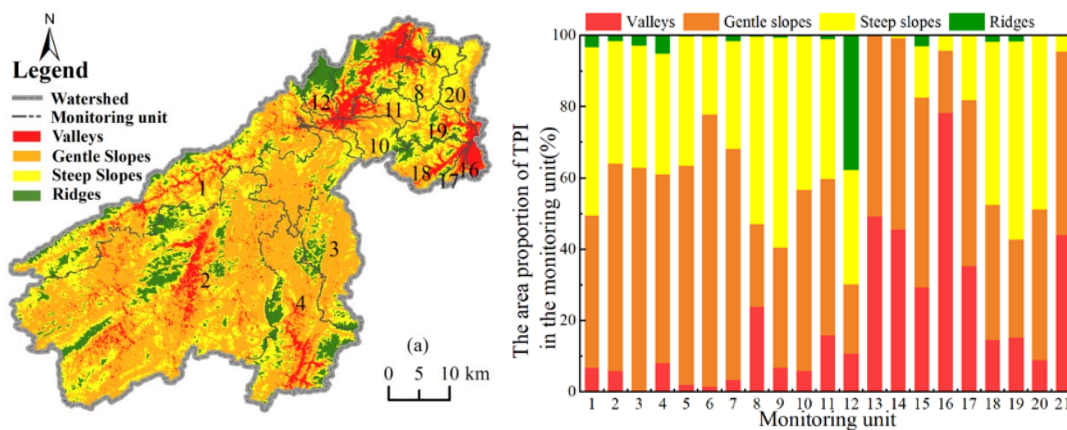 N
Legend
Watershed
Monitoring unit
Valleys
Gentle Slopes
Steep Slopes
Ridges
1
2
3
4
8
9
10
11
12
16
17
18
19
20
(a)
0 5 10 km
Valleys Gentle slopes Steep slopes Ridges
The area proportion of TPI
in the monitoring unit(%)
100
80
60
40
20
0
1 2 3 4 5 6 7 8 9 10 11 12 13 14 15 16 17 18 19 20 21
Monitoring unit